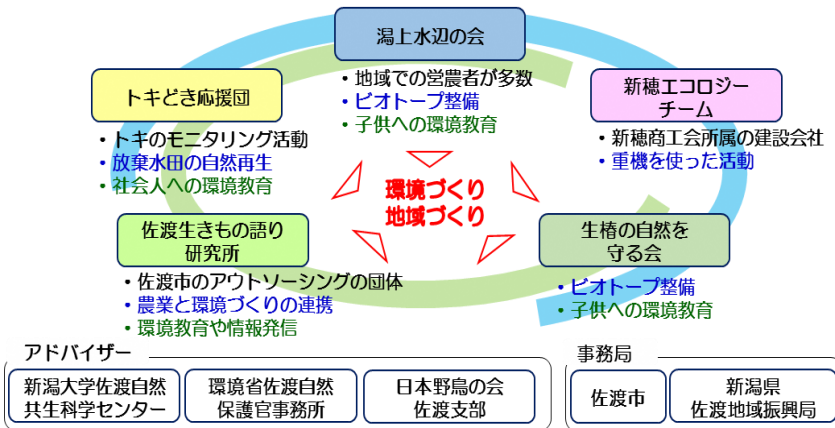 潟上水辺の会
• 地域での営農者が多数
• ビオトープ整備
• 子供への環境教育
トキどき応援団
• トキのモニタリング活動
• 放棄水田の自然再生
• 社会人への環境教育
新穂エコロジー
チーム
• 新穂商工会所属の建設会社
• 重機を使った活動
環境づくり
地域づくり
佐渡生きもの語り
研究所
• 佐渡市のアウトソーシングの団体
• 農業と環境づくりの連携
• 環境教育や情報発信
生椿の自然を
守る会
• ビオトープ整備
• 子供への環境教育
アドバイザー
新潟大学佐渡自然
共生科学センター
環境省佐渡自然
保護官事務所
日本野鳥の会
佐渡支部
事務局
佐渡市
新潟県
佐渡地域振興局